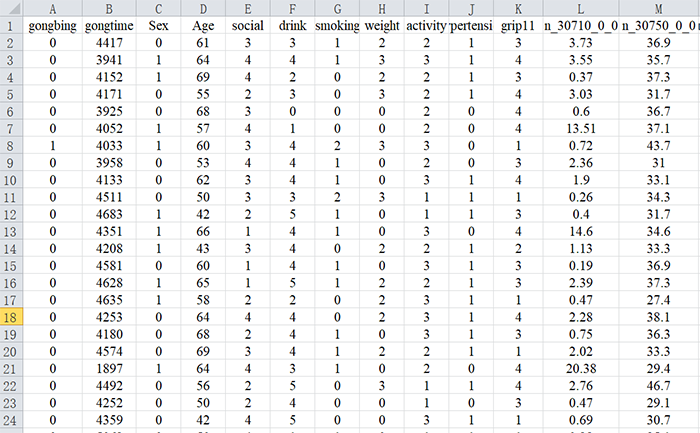 A B C D E F G H I J K L M
1 gongbing gongtime Sex Age social drink smoking weight activity pertensi grip11 n_30710_0_0 n_30750_0_0
2 0 4417 0 61 3 3 1 2 2 1 3 3.73 36.9
3 0 3941 1 64 4 4 1 3 3 1 4 3.55 35.7
4 0 4152 1 69 4 2 0 2 2 1 3 0.37 37.3
5 0 4171 0 55 2 3 0 3 2 1 4 3.03 31.7
6 0 3925 0 68 3 0 0 0 2 0 4 0.6 36.7
7 0 4052 1 57 4 1 0 0 2 0 4 13.51 37.1
8 1 4033 1 60 3 4 2 3 3 0 1 0.72 43.7
9 0 3958 0 53 4 4 1 0 2 0 3 2.36 31
10 0 4133 0 62 3 4 1 0 3 1 4 1.9 33.1
11 0 4511 0 50 3 3 2 3 1 1 1 0.26 34.3
12 0 4683 1 42 2 5 1 0 1 1 3 0.4 31.7
13 0 4351 1 66 1 4 1 0 3 0 4 14.6 34.6
14 0 4208 1 43 3 4 0 2 2 1 2 1.13 33.3
15 0 4581 0 60 1 4 1 0 3 1 3 0.19 36.9
16 0 4628 1 65 1 5 1 2 2 1 3 2.39 37.3
17 0 4635 1 58 2 2 0 2 3 1 1 0.47 27.4
18 0 4253 0 64 4 4 0 2 3 1 4 2.28 38.1
19 0 4180 0 68 2 4 1 0 3 1 3 0.75 36.3
20 0 4574 0 69 3 4 1 2 2 1 1 2.02 33.3
21 0 1897 1 64 4 3 1 0 2 0 4 20.38 29.4
22 0 4492 0 56 2 5 0 3 1 1 4 2.76 46.7
23 0 4252 0 50 2 4 0 0 1 0 3 0.47 29.1
24 0 4359 0 42 4 5 0 0 3 1 1 0.69 30.7